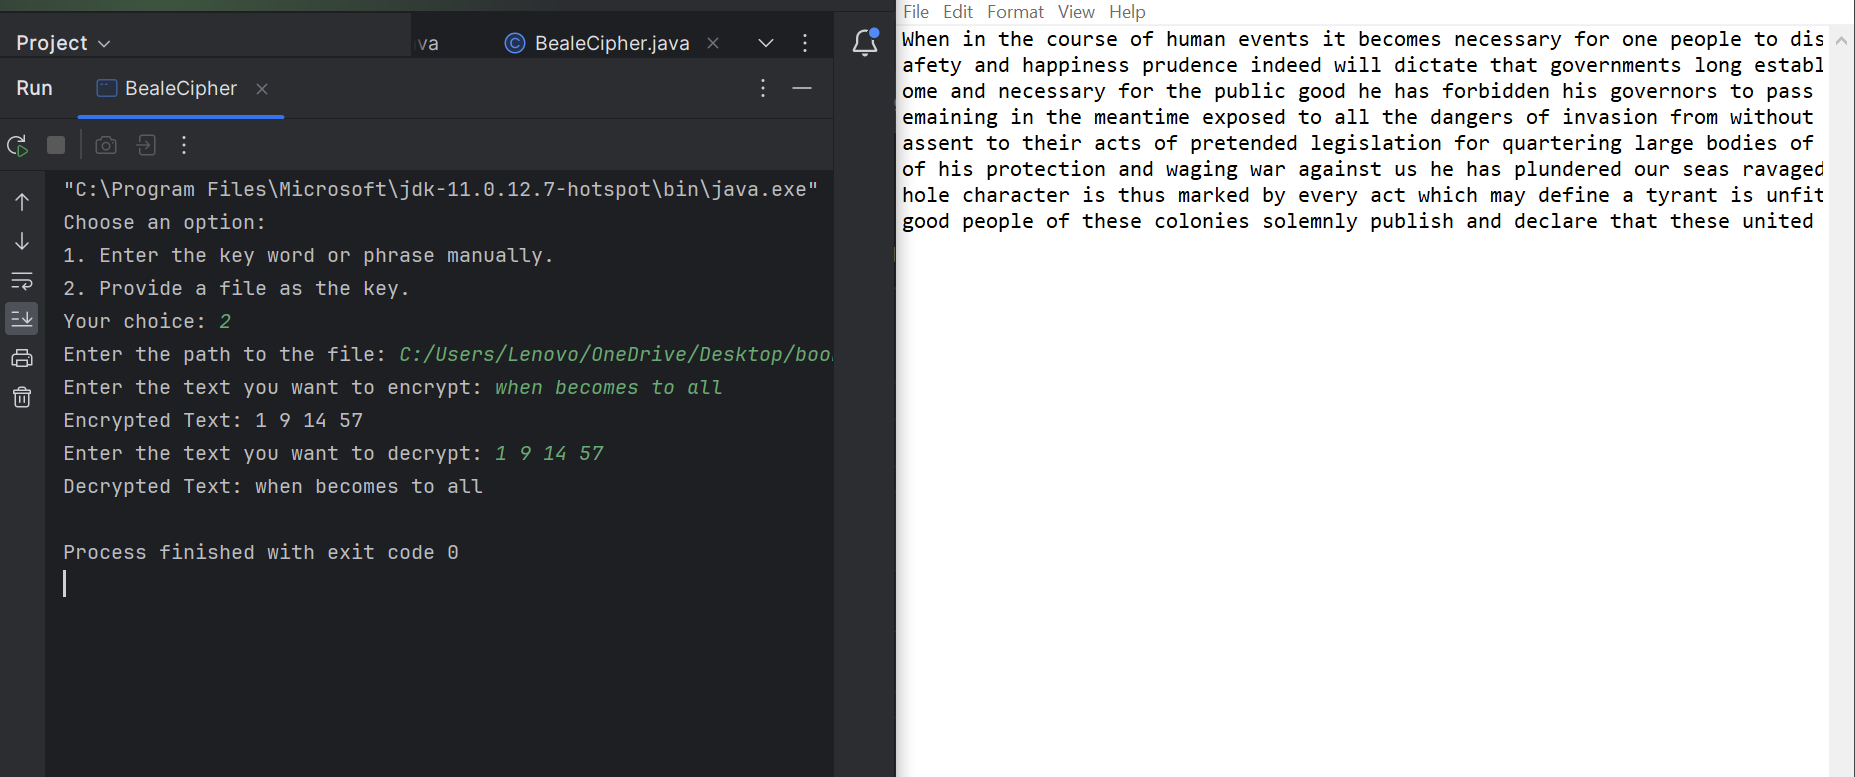 Project
va
BealeCipher.java
Run
BealeCipher
"C:\Program Files\Microsoft\jdk-11.0.12.7-hotspot\bin\java.exe"
Choose an option:
1. Enter the key word or phrase manually.
2. Provide a file as the key.
Your choice: 2
Enter the path to the file: C:/Users/Lenovo/OneDrive/Desktop/boo
Enter the text you want to encrypt: when becomes to all
Encrypted Text: 1 9 14 57
Enter the text you want to decrypt: 1 9 14 57
Decrypted Text: when becomes to all
Process finished with exit code 0
File Edit Format View Help
When in the course of human events it becomes necessary for one people to dis
afety and happiness prudence indeed will dictate that governments long establ
ome and necessary for the public good he has forbidden his governors to pass
emaining in the meantime exposed to all the dangers of invasion from without
assent to their acts of pretended legislation for quartering large bodies of
of his protection and waging war against us he has plundered our seas ravaged
hole character is thus marked by every act which may define a tyrant is unfit
good people of these colonies solemnly publish and declare that these united